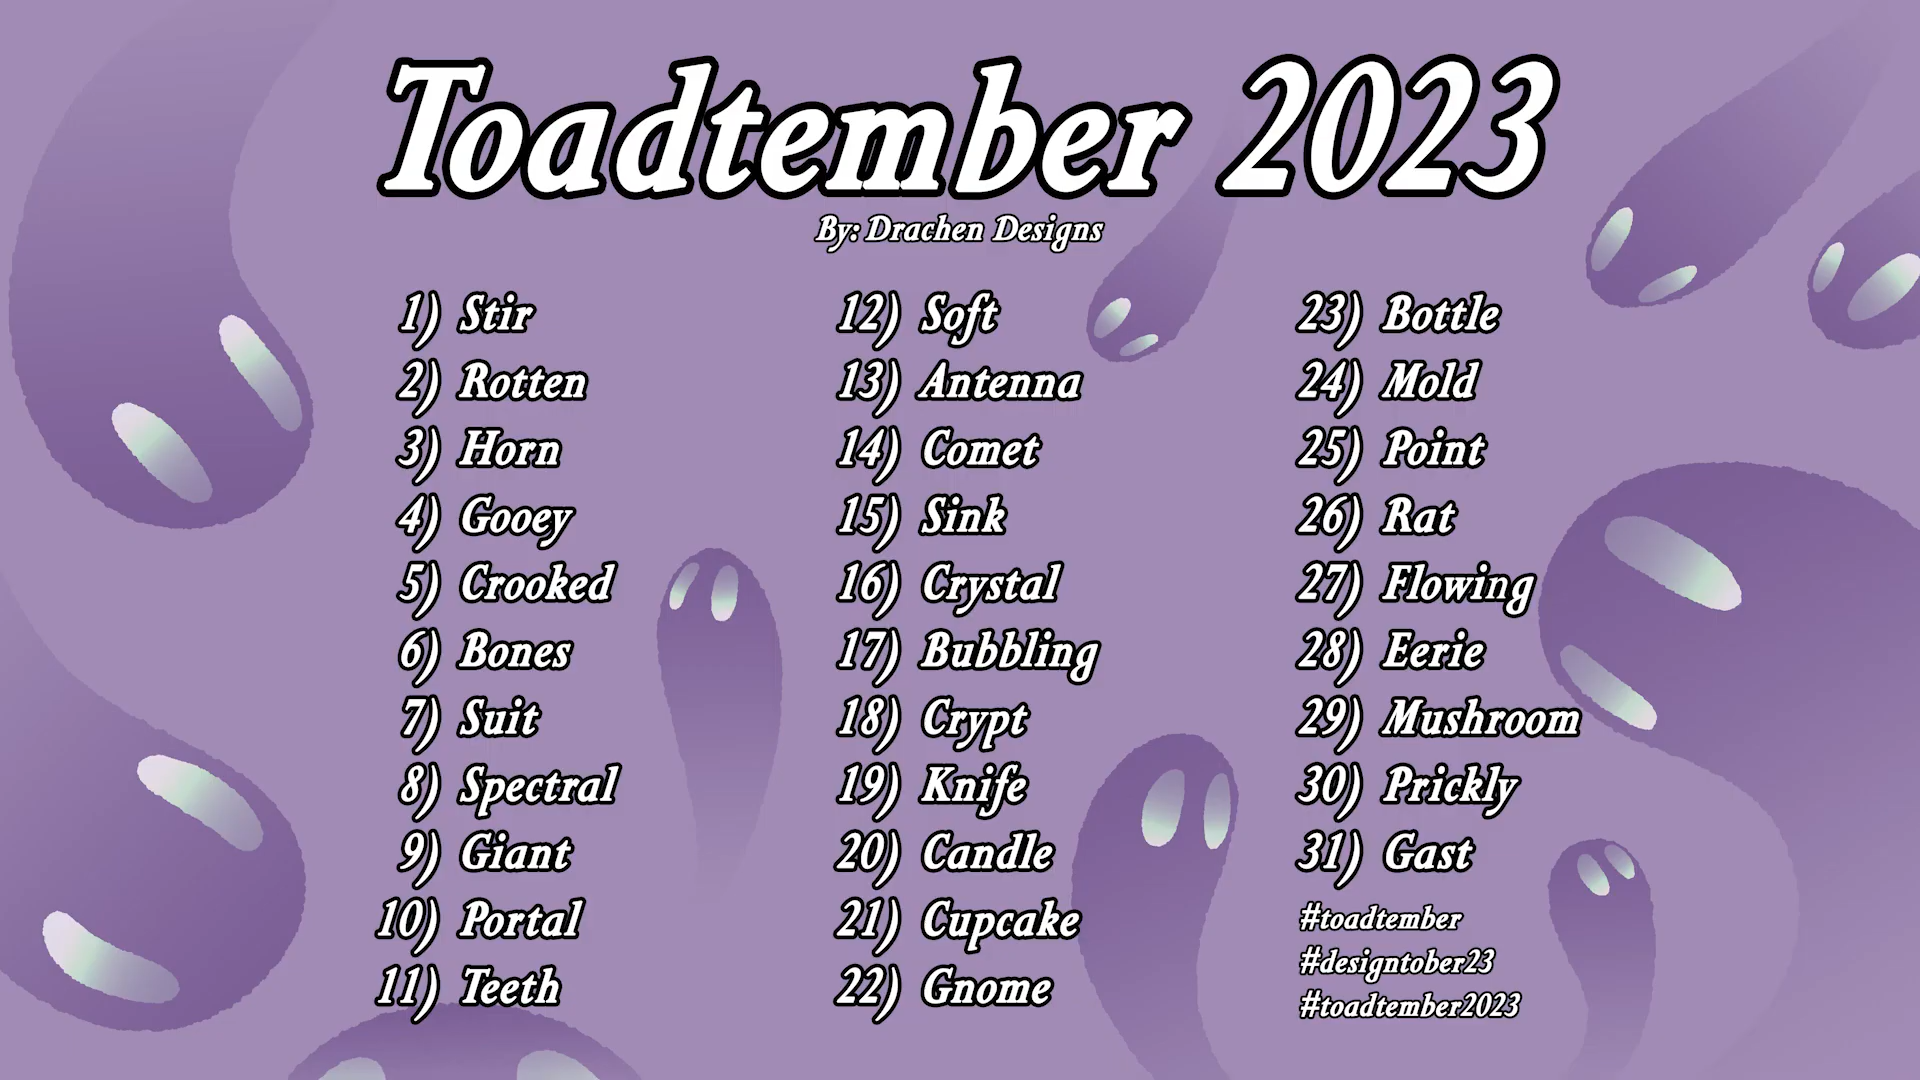 Toadtember 2023
By: Drachen Designs
1) Stir
2) Rotten
3) Horn
4) Gooey
5) Crooked
6) Bones
7) Suit
8) Spectral
9) Giant
10) Portal
11) Teeth
12) Soft
13) Antenna
14) Comet
15) Sink
16) Crystal
17) Bubbling
18) Crypt
19) Knife
20) Candle
21) Cupcake
22) Gnome
23) Bottle
24) Mold
25) Point
26) Rat
27) Flowing
28) Eerie
29) Mushroom
30) Prickly
31) Gast
#toadtember
#designtober23
#toadtember2023